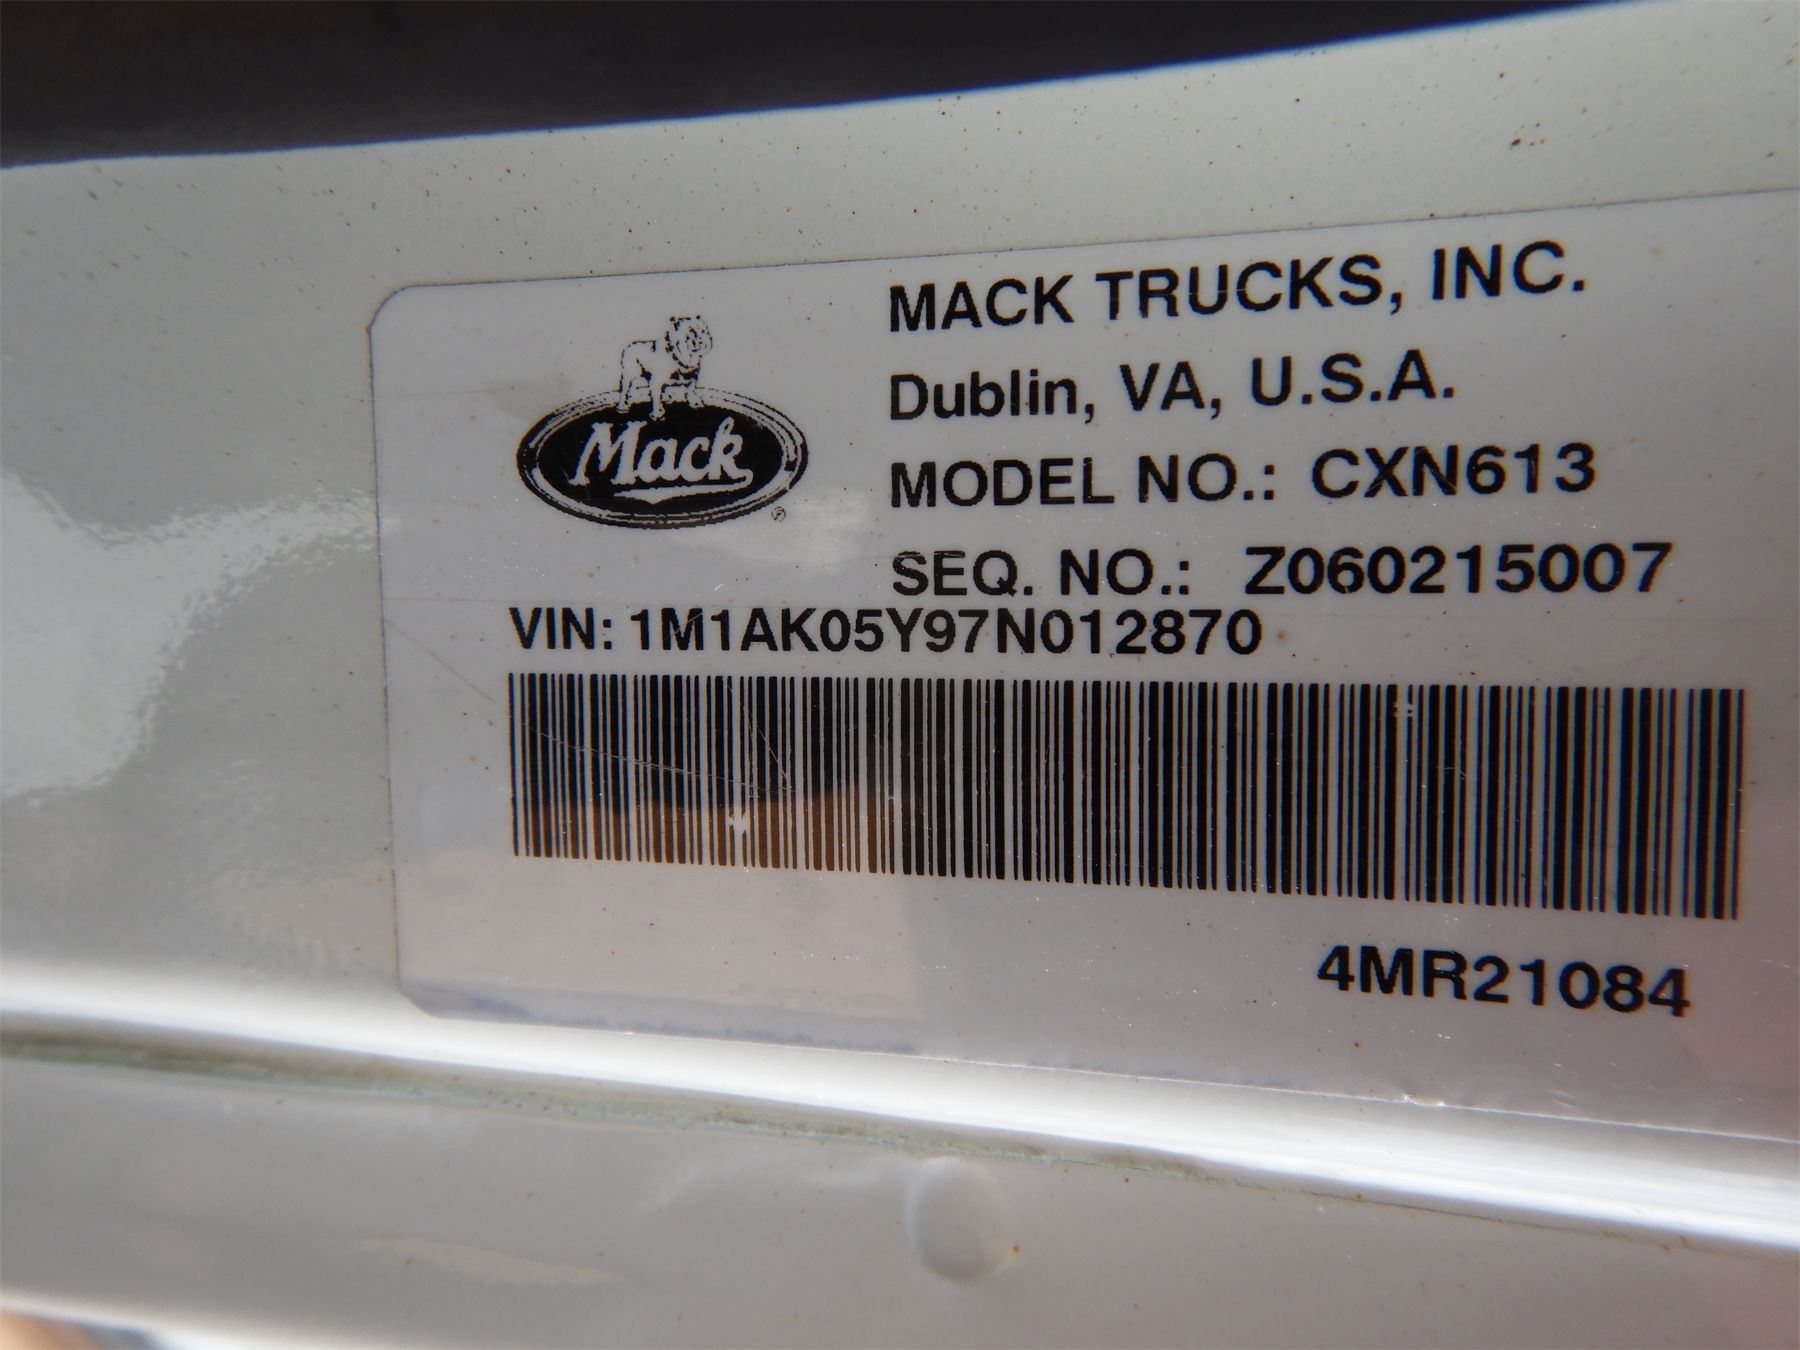 MACK TRUCKS, INC.
Mack
®
Dublin, VA, U.S.A.
MODEL NO.: CXN613
SEQ. NO.: Z060215007
VIN: 1M1AK05Y97N012870
4MR21084